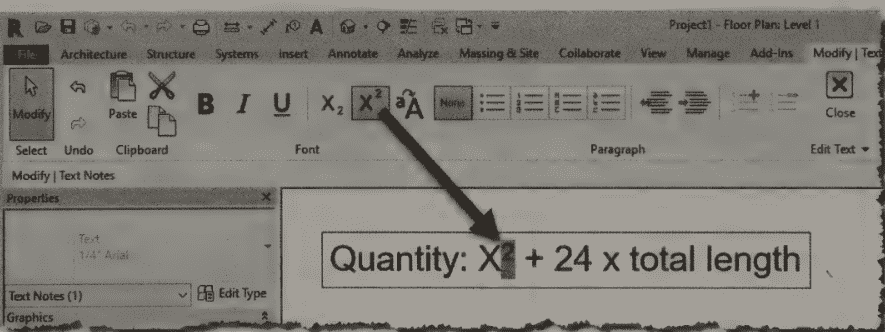 Project1 - Floor Plan: Level 1
File Architecture Structure Systems Insert Annotate Analyze Massing & Site Collaborate View Manage Add-Ins Modify | Text
B I U X₂ X² aA None
Modify Paste Close
Select Undo Clipboard Font Paragraph Edit Text
Modify | Text Notes
Properties X
Text
1/4" Arial
Quantity: X² + 24 x total length
Text Notes (1) Edit Type
Graphics